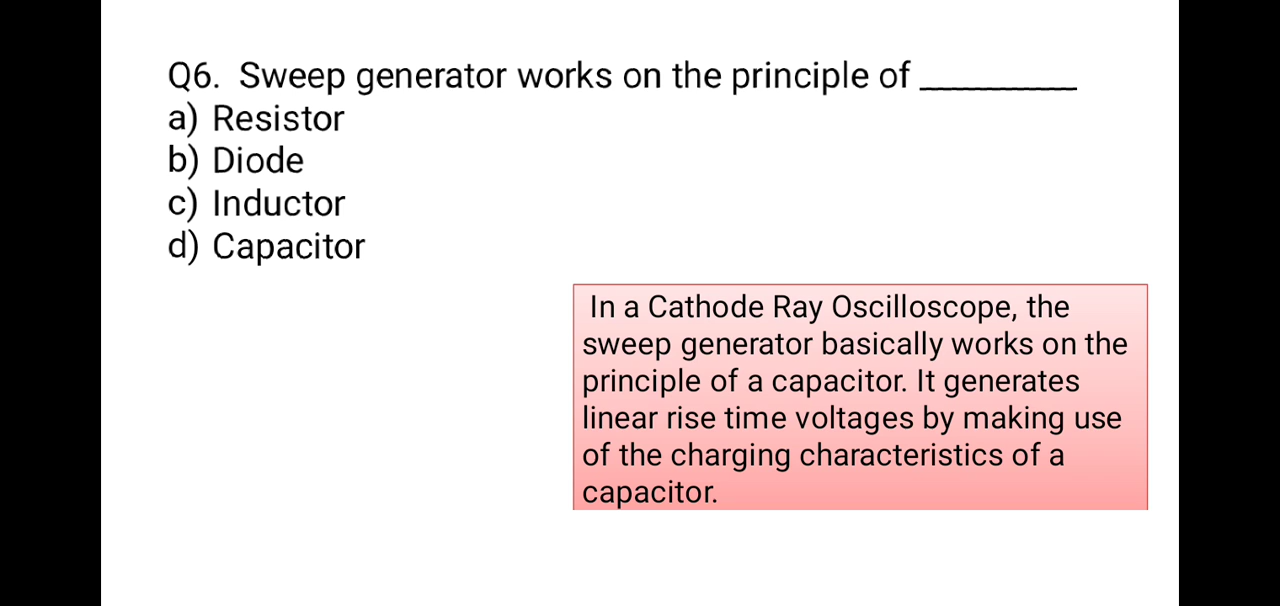 Q6. Sweep generator works on the principle of __________
a) Resistor
b) Diode
c) Inductor
d) Capacitor
In a Cathode Ray Oscilloscope, the
sweep generator basically works on the
principle of a capacitor. It generates
linear rise time voltages by making use
of the charging characteristics of a
capacitor.